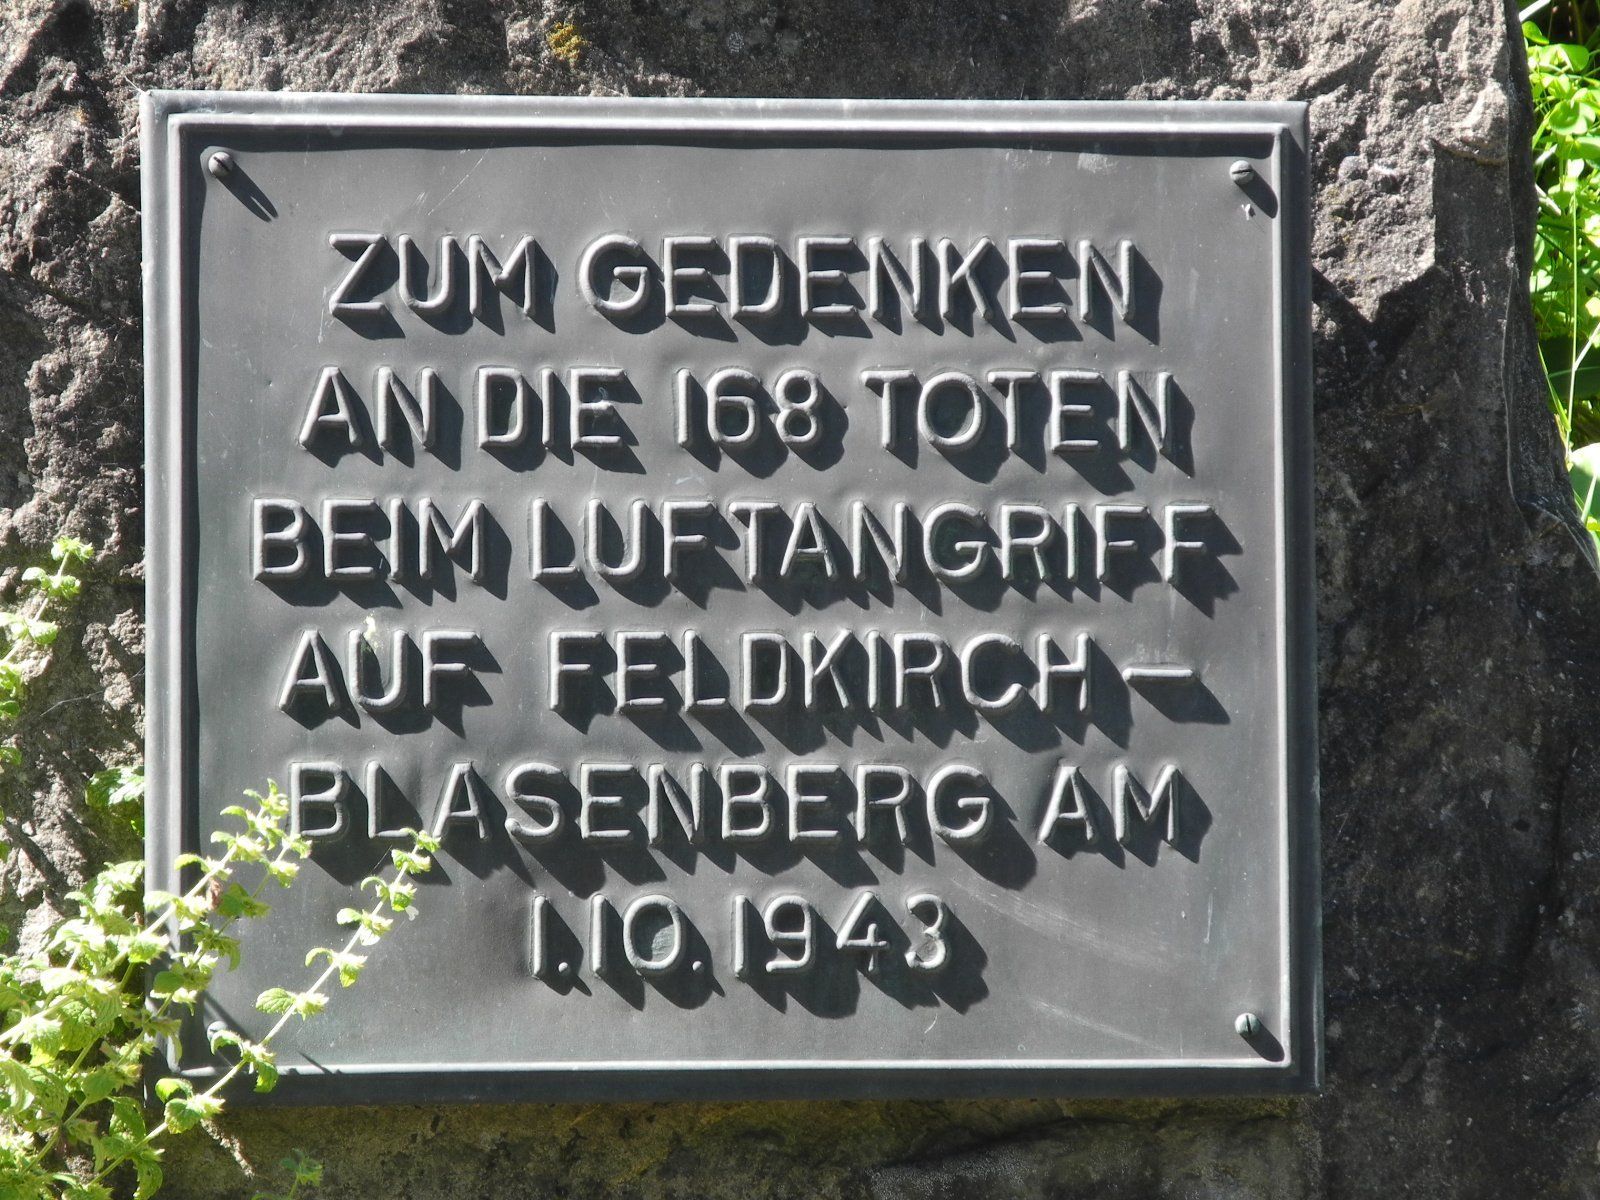 ZUM GEDENKEN
AN DIE 168 TOTEN
BEIM LUFTANGRIFF
AUF FELDKIRCH-
BLASENBERG AM
1.10.1943